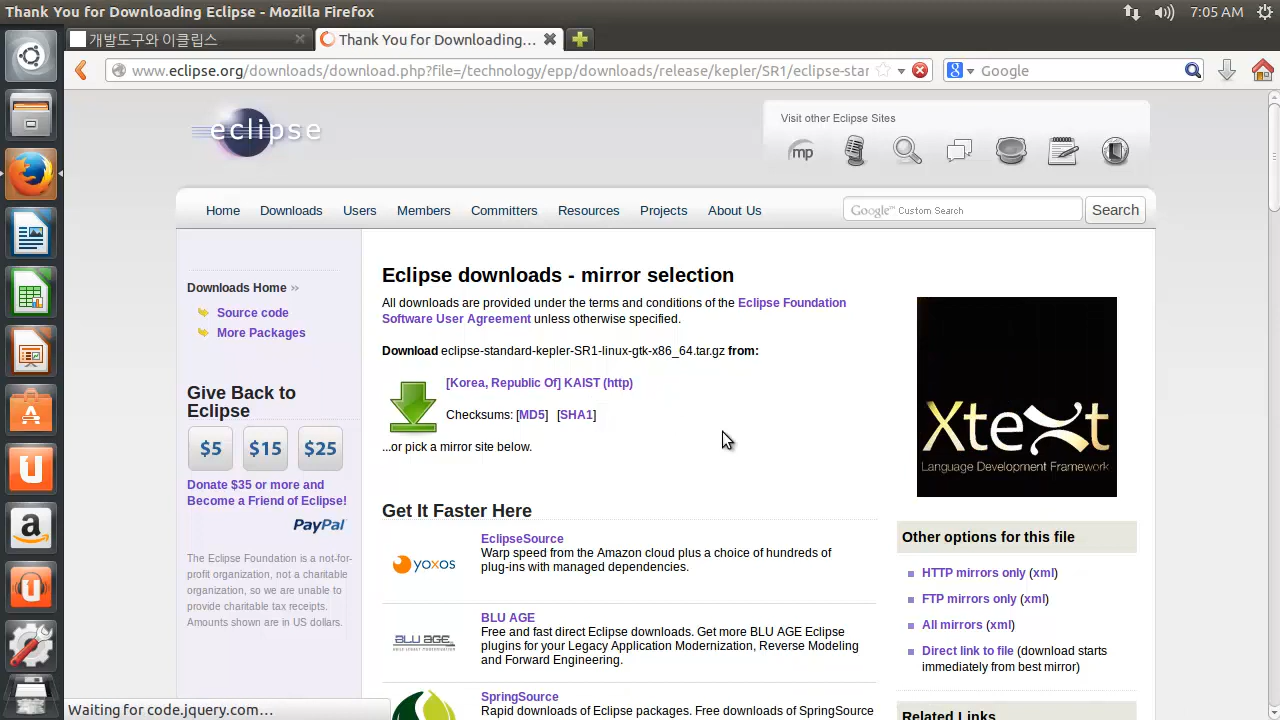 Thank You for Downloading Eclipse - Mozilla Firefox
7:05 AM
개발도구와 이클립스
Thank You for Downloading...
www.eclipse.org/downloads/download.php?file=/technology/epp/downloads/release/kepler/SR1/eclipse-star
Google
eclipse
Visit other Eclipse Sites
mp
Home Downloads Users Members Committers Resources Projects About Us
Google™ Custom Search
Search
Downloads Home
Source code
More Packages
Give Back to
Eclipse
$5 $15 $25
Donate $35 or more and
Become a Friend of Eclipse!
PayPal
The Eclipse Foundation is a not-for-
profit organization, not a charitable
organization, so we are unable to
provide charitable tax receipts.
Amounts shown are in US dollars.
Eclipse downloads - mirror selection
All downloads are provided under the terms and conditions of the Eclipse Foundation
Software User Agreement unless otherwise specified.
Download eclipse-standard-kepler-SR1-linux-gtk-x86_64.tar.gz from:
[Korea, Republic Of] KAIST (http)
Checksums: [MD5] [SHA1]
...or pick a mirror site below.
Get It Faster Here
yoxos
EclipseSource
Warp speed from the Amazon cloud plus a choice of hundreds of
plug-ins with managed dependencies.
BLU AGE
BLU AGE
Free and fast direct Eclipse downloads. Get more BLU AGE Eclipse
plugins for your Legacy Application Modernization, Reverse Modeling
and Forward Engineering.
SpringSource
Rapid downloads of Eclipse packages. Free downloads of SpringSource
Xtext
Language Development Framework
Other options for this file
HTTP mirrors only (xml)
FTP mirrors only (xml)
All mirrors (xml)
Direct link to file (download starts
immediately from best mirror)
Related Links
Waiting for code.jquery.com...